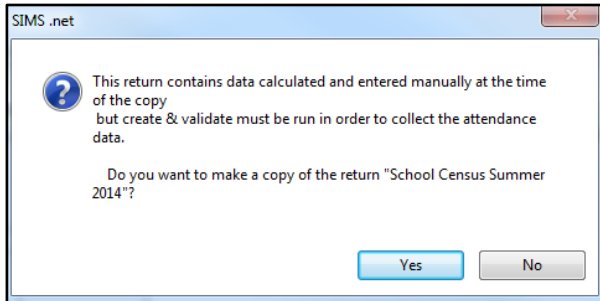 SIMS .net
This return contains data calculated and entered manually at the time
of the copy
but create & validate must be run in order to collect the attendance
data.
Do you want to make a copy of the return "School Census Summer
2014"?
Yes
No